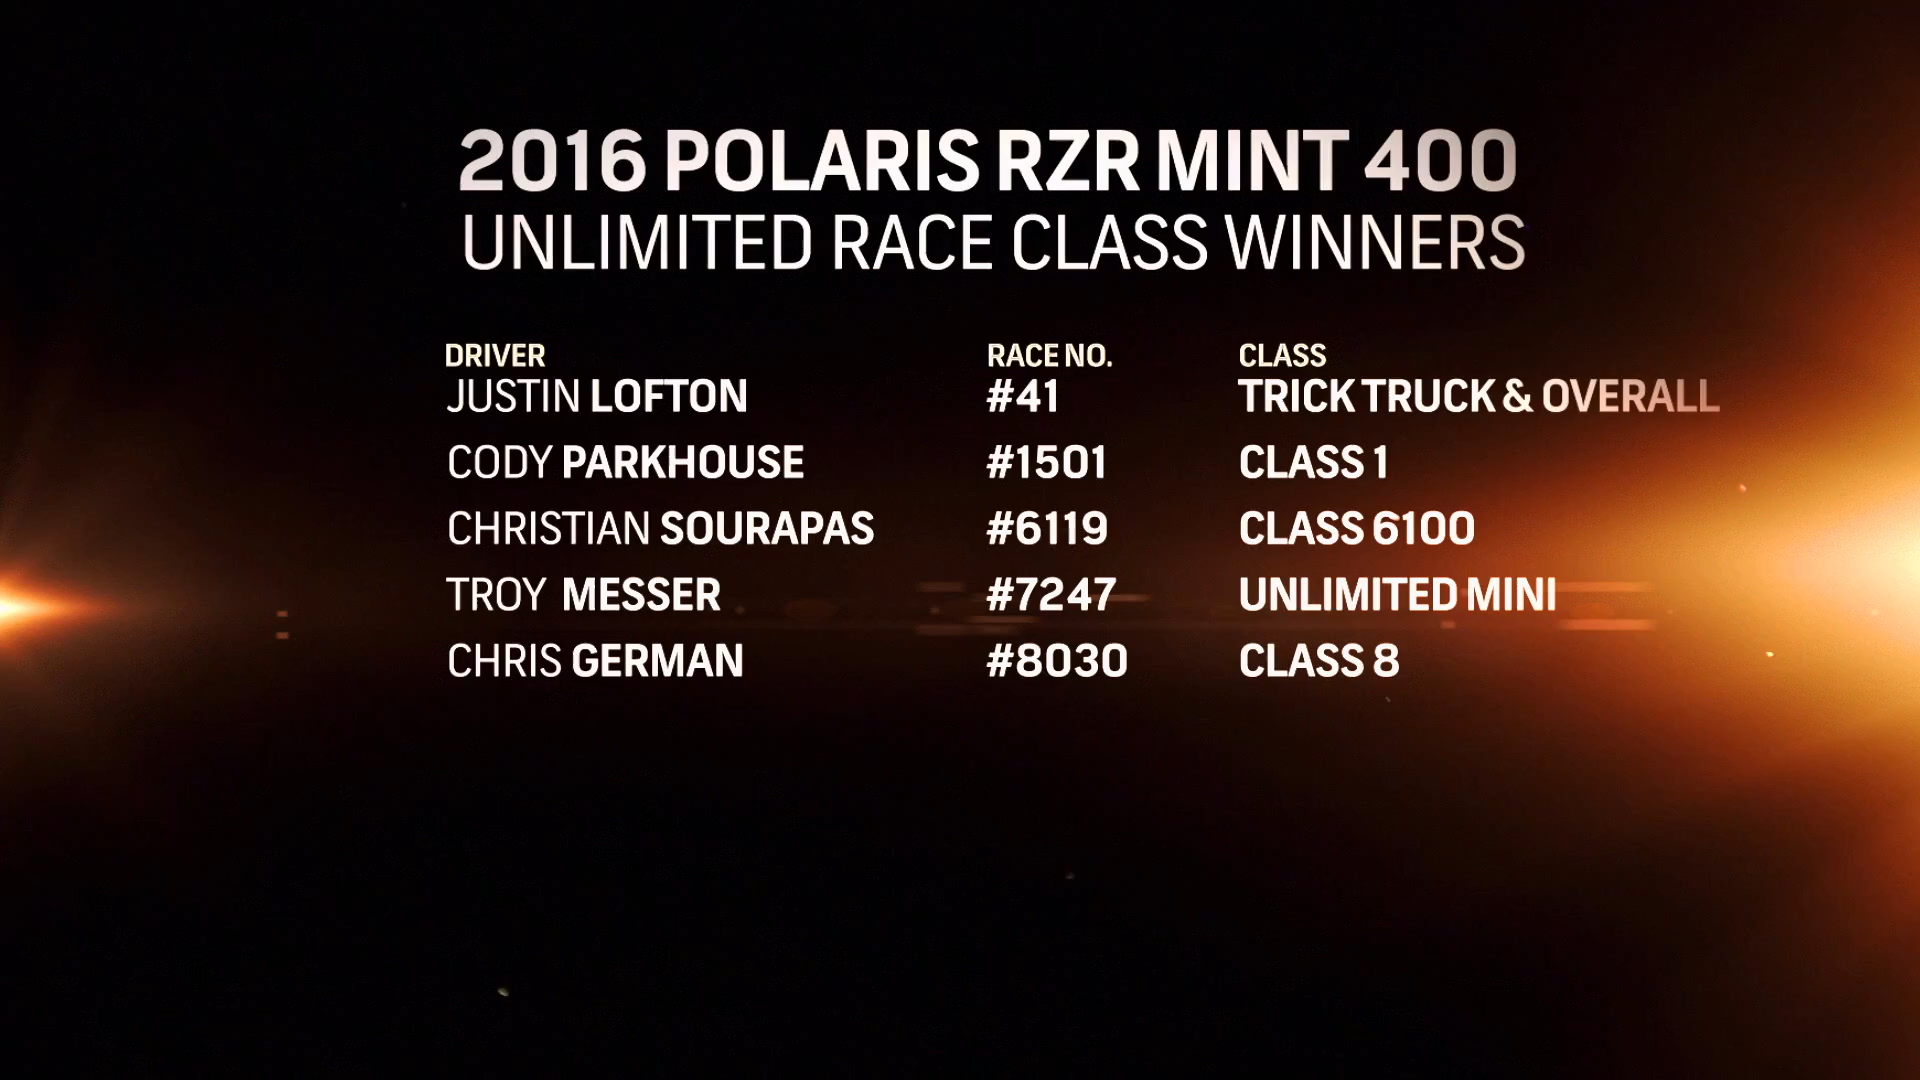 2016 POLARIS RZR MINT 400
UNLIMITED RACE CLASS WINNERS
DRIVER RACE NO. CLASS
JUSTIN LOFTON #41 TRICK TRUCK & OVERALL
CODY PARKHOUSE #1501 CLASS 1
CHRISTIAN SOURAPAS #6119 CLASS 6100
TROY MESSER #7247 UNLIMITED MINI
CHRIS GERMAN #8030 CLASS 8